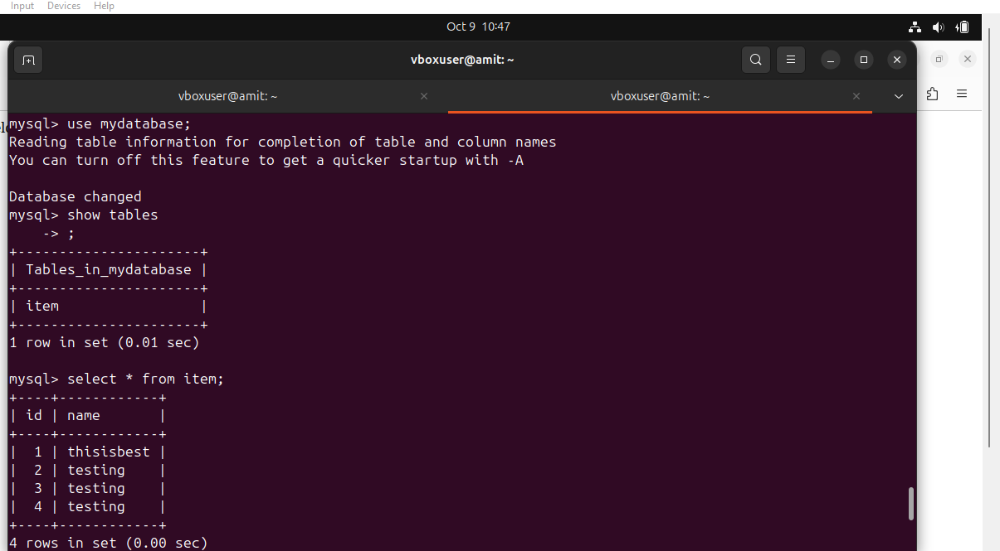 Input Devices Help
Oct 9 10:47
vboxuser@amit: ~
vboxuser@amit: ~ vboxuser@amit: ~
mysql> use mydatabase;
Reading table information for completion of table and column names
You can turn off this feature to get a quicker startup with -A
Database changed
mysql> show tables
    -> ;
+----------------------+
| Tables_in_mydatabase |
+----------------------+
| item                 |
+----------------------+
1 row in set (0.01 sec)
mysql> select * from item;
+----+------------+
| id | name       |
+----+------------+
|  1 | thisisbest |
|  2 | testing    |
|  3 | testing    |
|  4 | testing    |
+----+------------+
4 rows in set (0.00 sec)